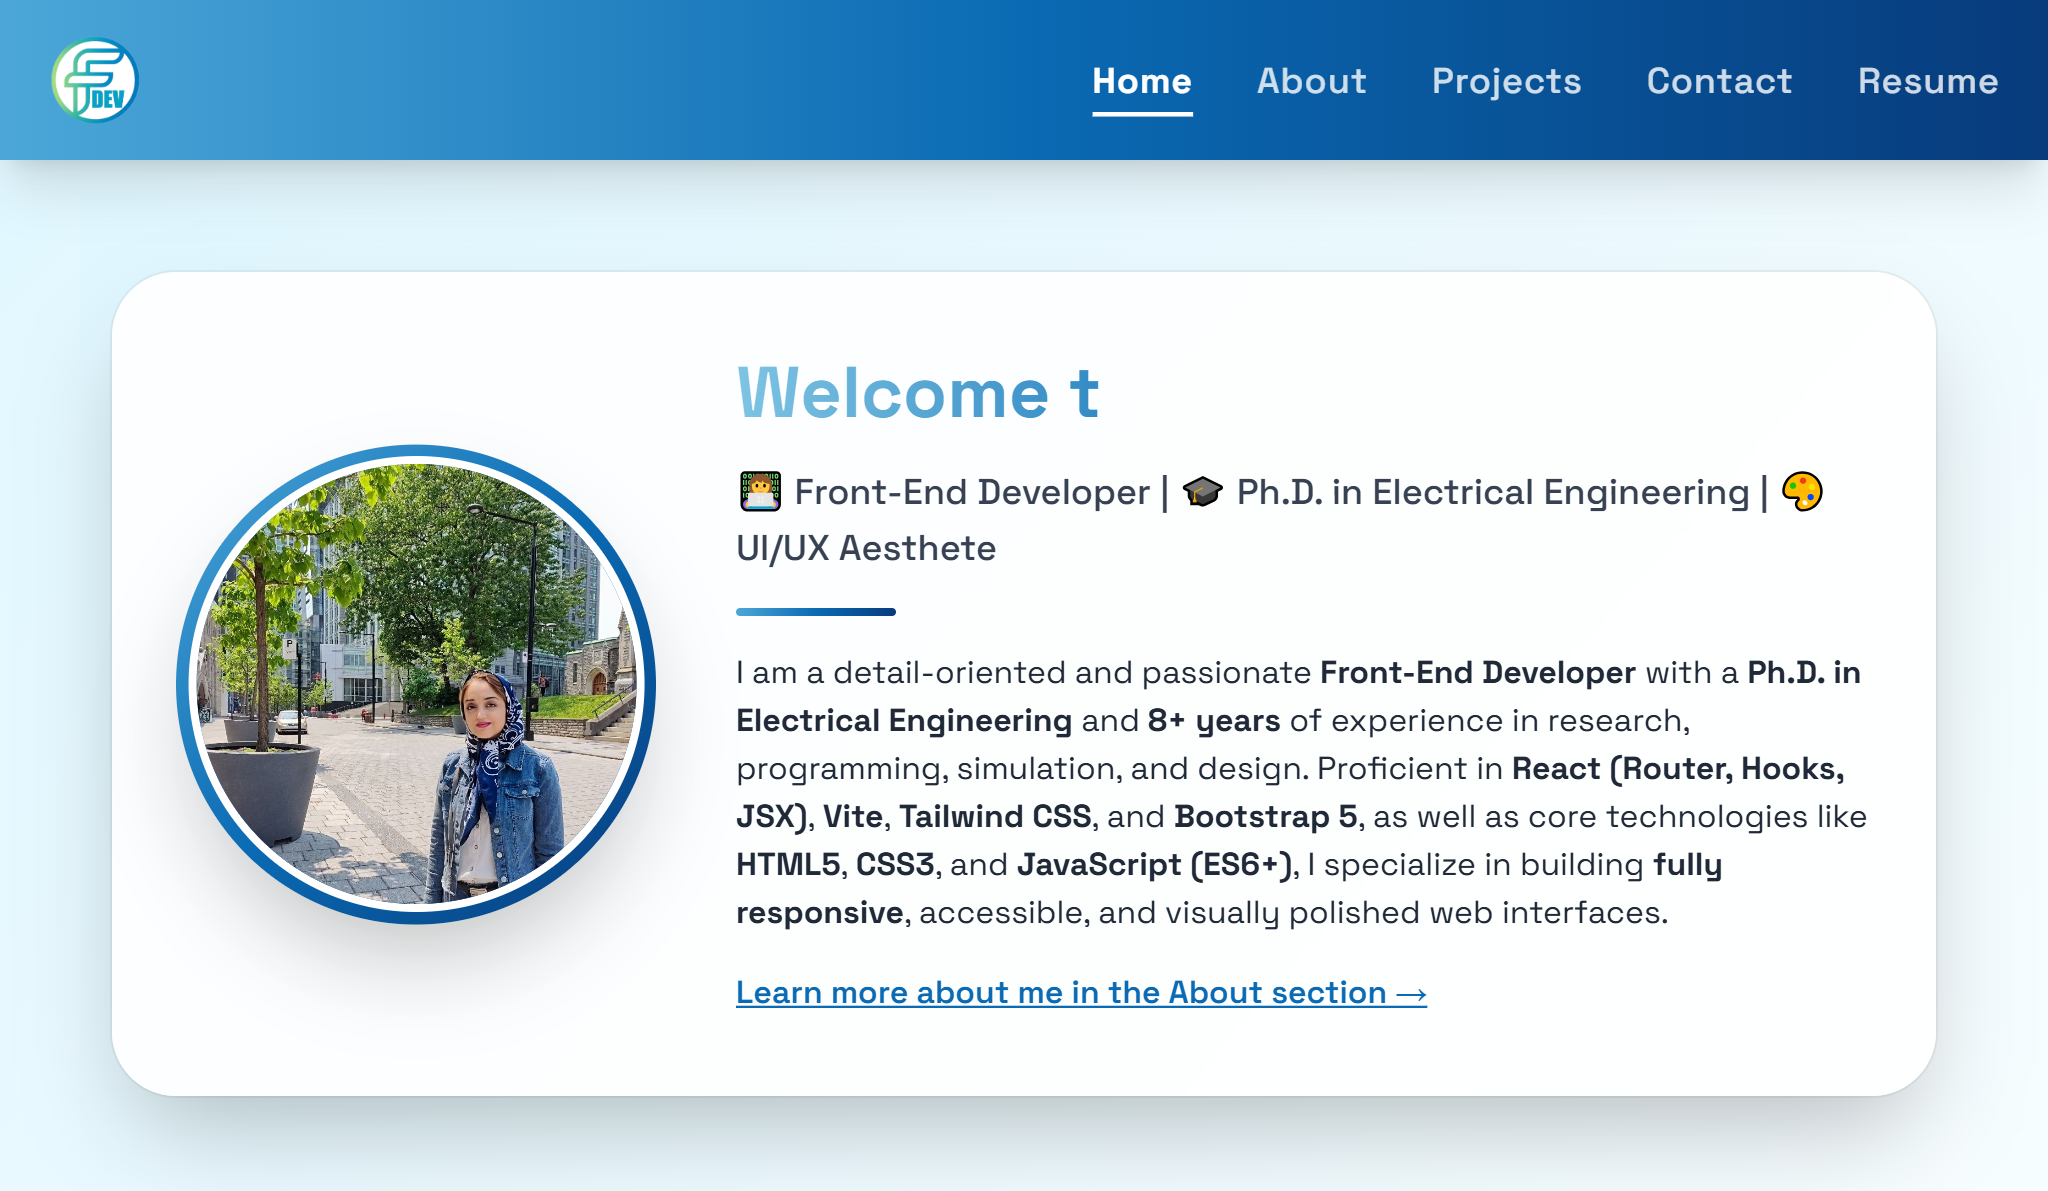 DEV
Home About Projects Contact Resume
Welcome t
Front-End Developer | 🎓 Ph.D. in Electrical Engineering | 🎨
UI/UX Aesthete
P
I am a detail-oriented and passionate Front-End Developer with a Ph.D. in
Electrical Engineering and 8+ years of experience in research,
programming, simulation, and design. Proficient in React (Router, Hooks,
JSX), Vite, Tailwind CSS, and Bootstrap 5, as well as core technologies like
HTML5, CSS3, and JavaScript (ES6+), I specialize in building fully
responsive, accessible, and visually polished web interfaces.
Learn more about me in the About section →